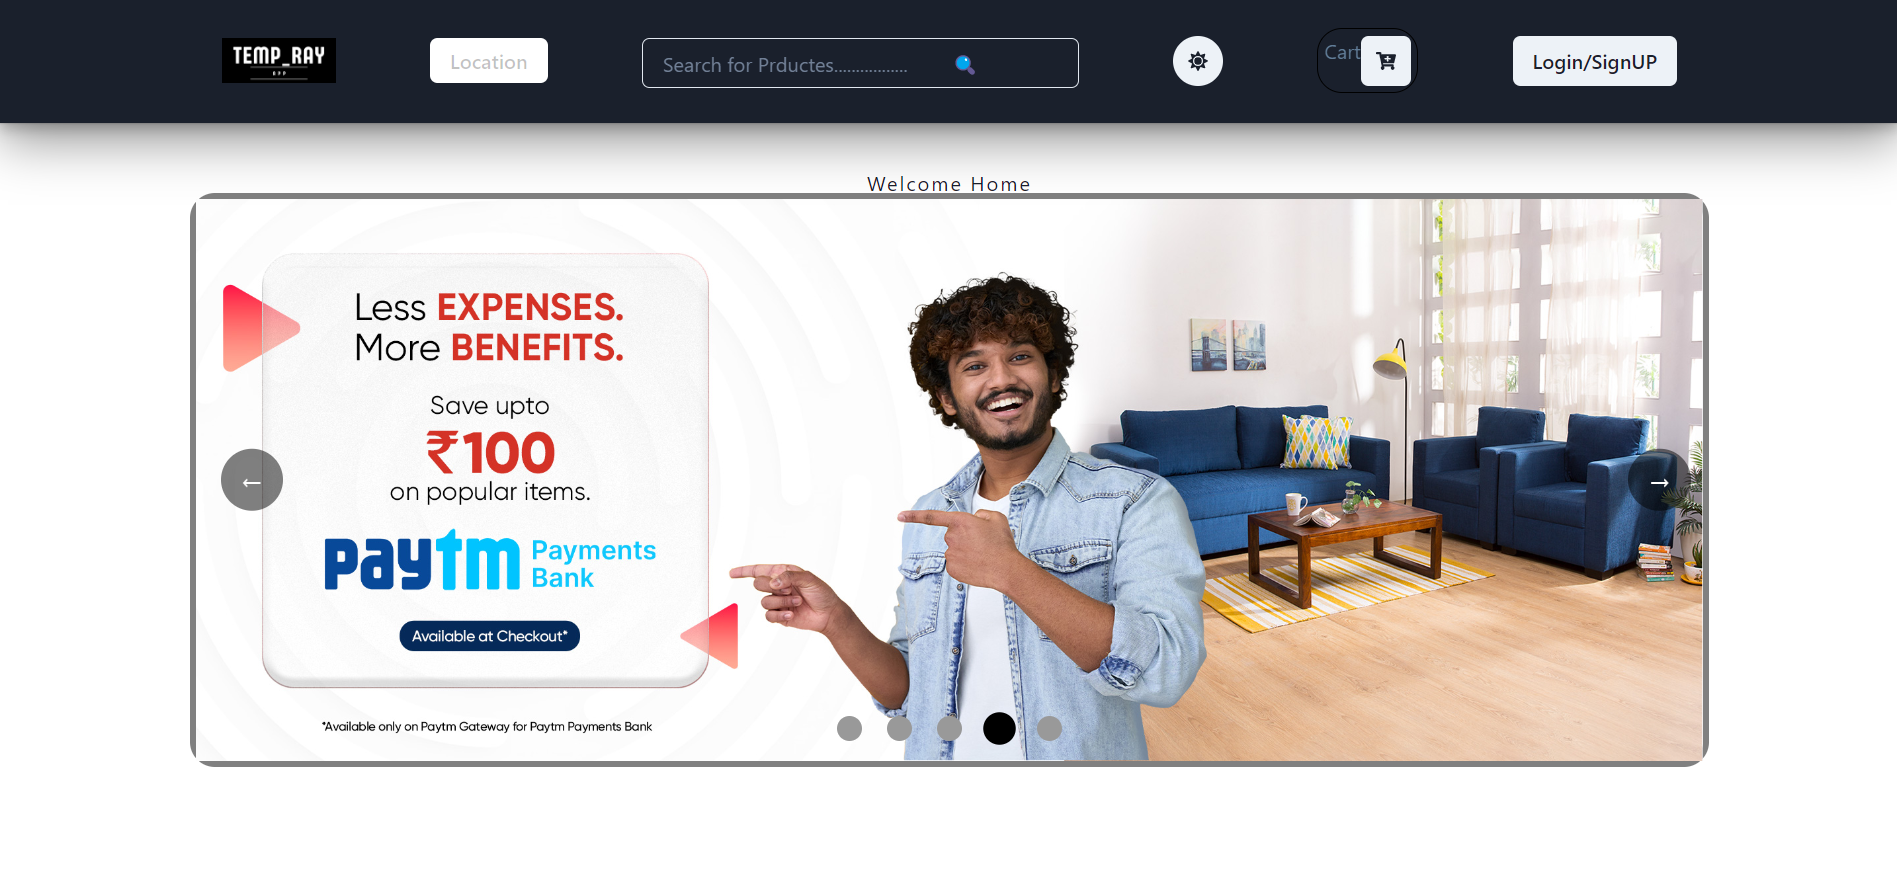 TEMP_RAY
APP
Location
Search for Prductes.................
Cart
Login/SignUP
Welcome Home
Less EXPENSES.
More BENEFITS.
Save upto
₹100
on popular items.
paytm Payments Bank
Available at Checkout*
*Available only on Paytm Gateway for Paytm Payments Bank